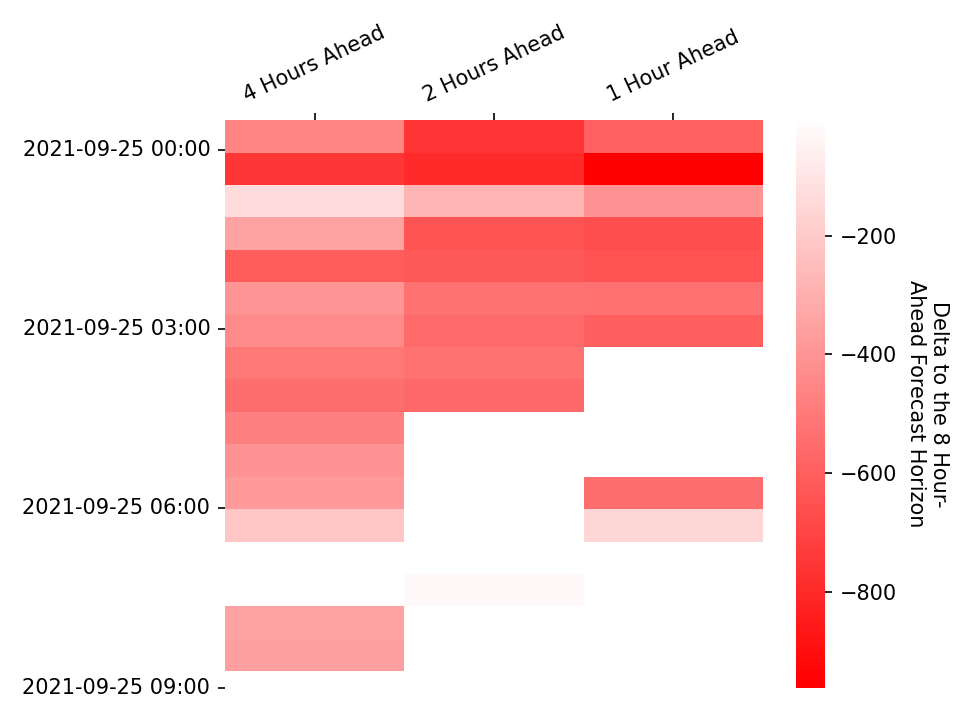 4 Hours Ahead
2 Hours Ahead
1 Hour Ahead
2021-09-25 00:00
2021-09-25 03:00
2021-09-25 06:00
2021-09-25 09:00
−200
−400
−600
−800
Delta to the 8 Hour-
Ahead Forecast Horizon